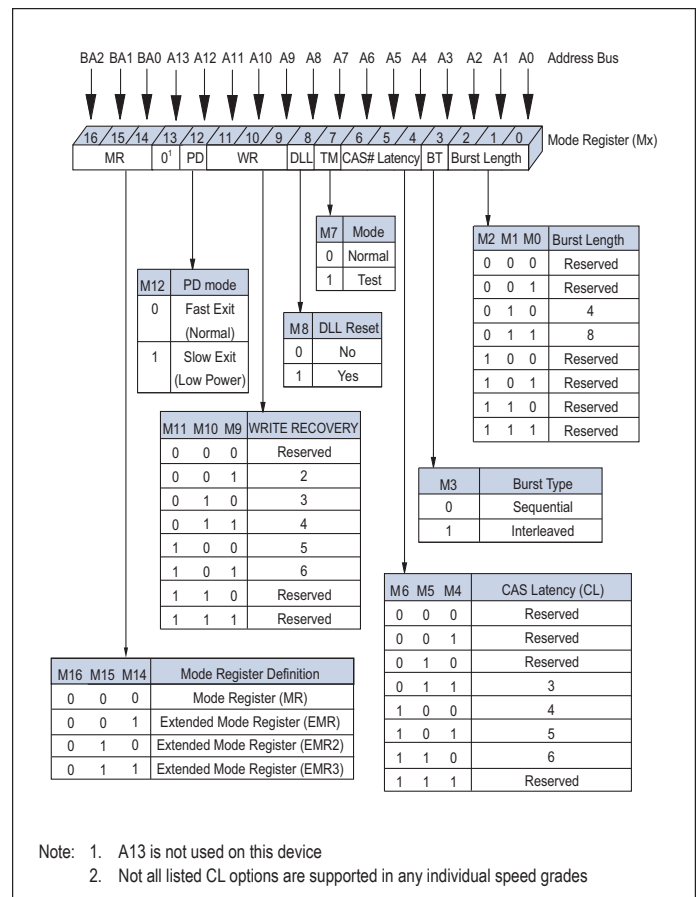 BA2 BA1 BA0 A13 A12 A11 A10 A9 A8 A7 A6 A5 A4 A3 A2 A1 A0 Address Bus
16 15 14 13 12 11 10 9 8 7 6 5 4 3 2 1 0
Mode Register (Mx)
MR 0¹ PD WR DLL TM CAS# Latency BT Burst Length
M7 Mode
0 Normal
1 Test
M2 M1 M0 Burst Length
0 0 0 Reserved
0 0 1 Reserved
0 1 0 4
0 1 1 8
1 0 0 Reserved
1 0 1 Reserved
1 1 0 Reserved
1 1 1 Reserved
M12 PD mode
0 Fast Exit
(Normal)
1 Slow Exit
(Low Power)
M8 DLL Reset
0 No
1 Yes
M11 M10 M9 WRITE RECOVERY
0 0 0 Reserved
0 0 1 2
0 1 0 3
0 1 1 4
1 0 0 5
1 0 1 6
1 1 0 Reserved
1 1 1 Reserved
M3 Burst Type
0 Sequential
1 Interleaved
M6 M5 M4 CAS Latency (CL)
0 0 0 Reserved
0 0 1 Reserved
0 1 0 Reserved
0 1 1 3
1 0 0 4
1 0 1 5
1 1 0 6
1 1 1 Reserved
M16 M15 M14 Mode Register Definition
0 0 0 Mode Register (MR)
0 0 1 Extended Mode Register (EMR)
0 1 0 Extended Mode Register (EMR2)
0 1 1 Extended Mode Register (EMR3)
Note: 1. A13 is not used on this device
2. Not all listed CL options are supported in any individual speed grades